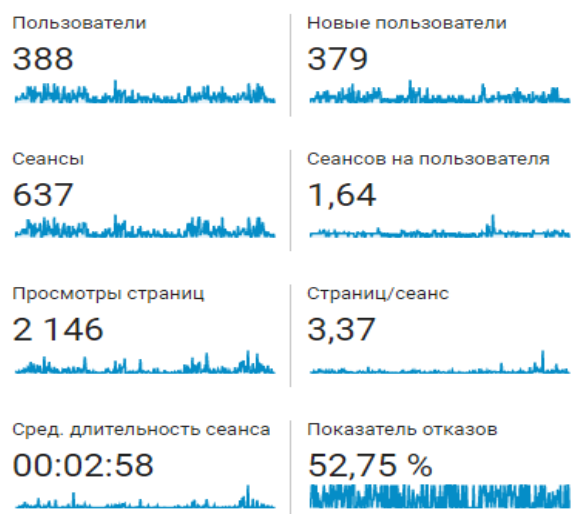 Пользователи
388
Новые пользователи
379
Сеансы
637
Сеансов на пользователя
1,64
Просмотры страниц
2 146
Страниц/сеанс
3,37
Сред. длительность сеанса
00:02:58
Показатель отказов
52,75 %